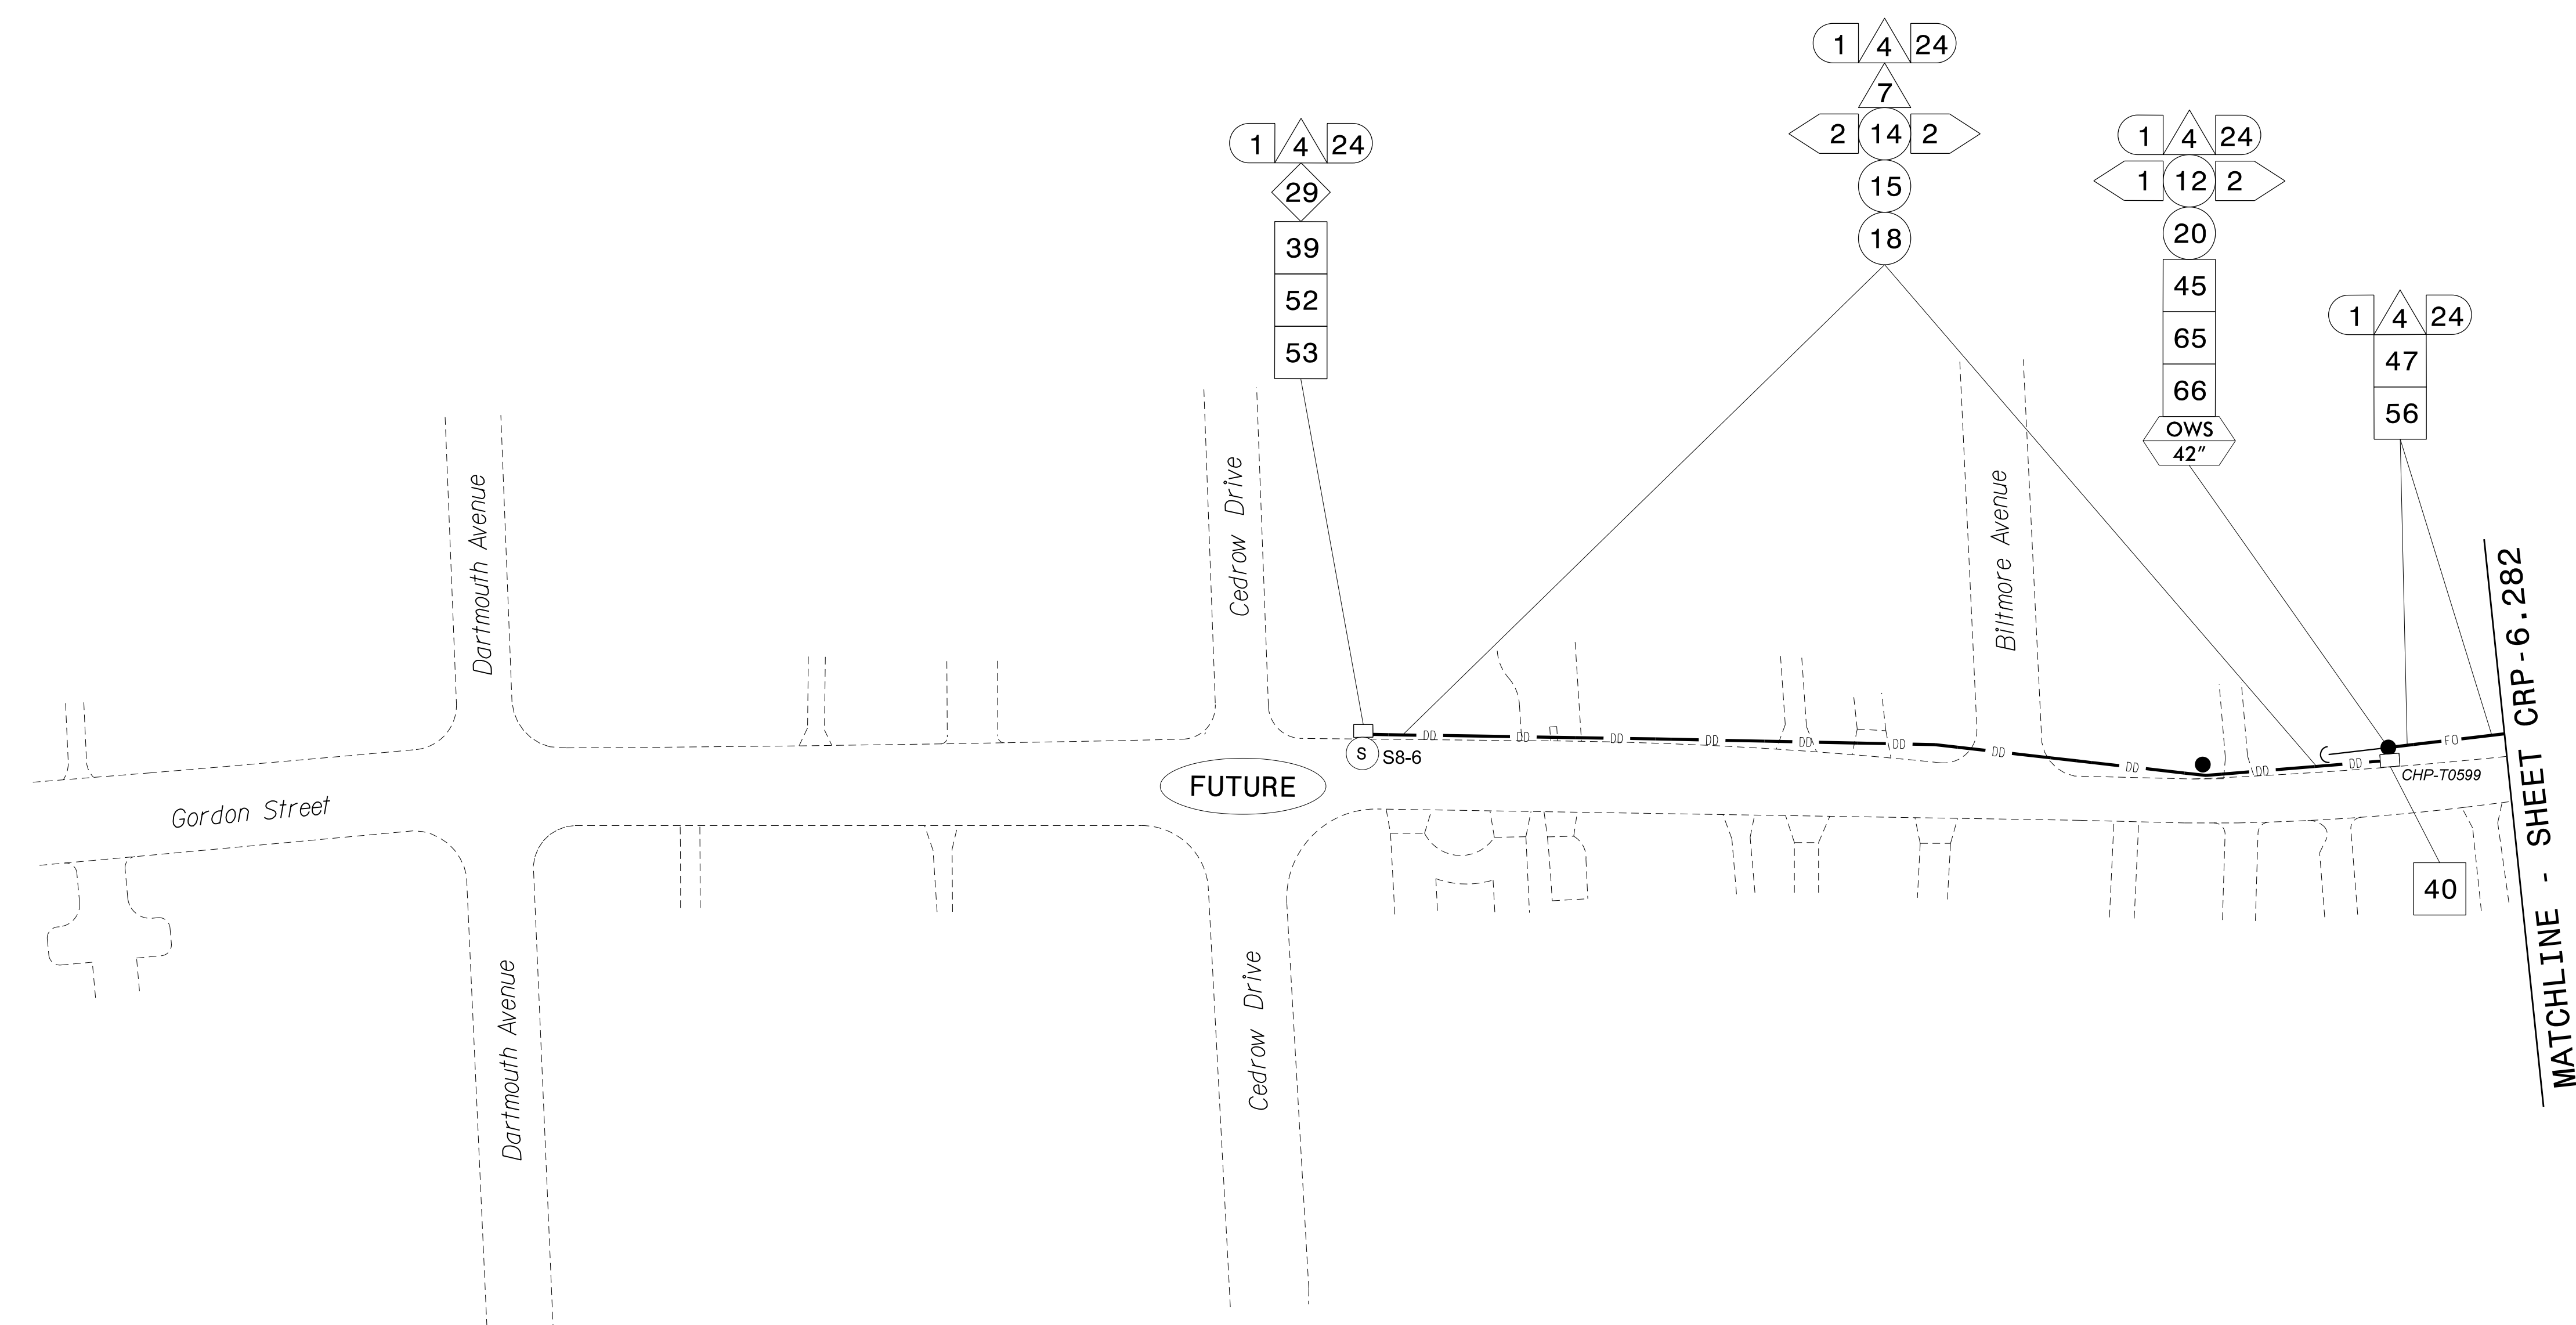 1 4 24
7
2 14 2
15
18
1 4 24
29
39
52
53
1 4 24
1 12 2
20
45
65
66
OWS
42"
1 4 24
47
56
Dartmouth Avenue
Cedrow Drive
Biltmore Avenue
MATCHLINE - SHEET CRP-6.282
S S8-6
DD DD DD DD DD DD DD DD DD DD FO
CHP-T0599
FUTURE
Gordon Street
40
Dartmouth Avenue
Cedrow Drive